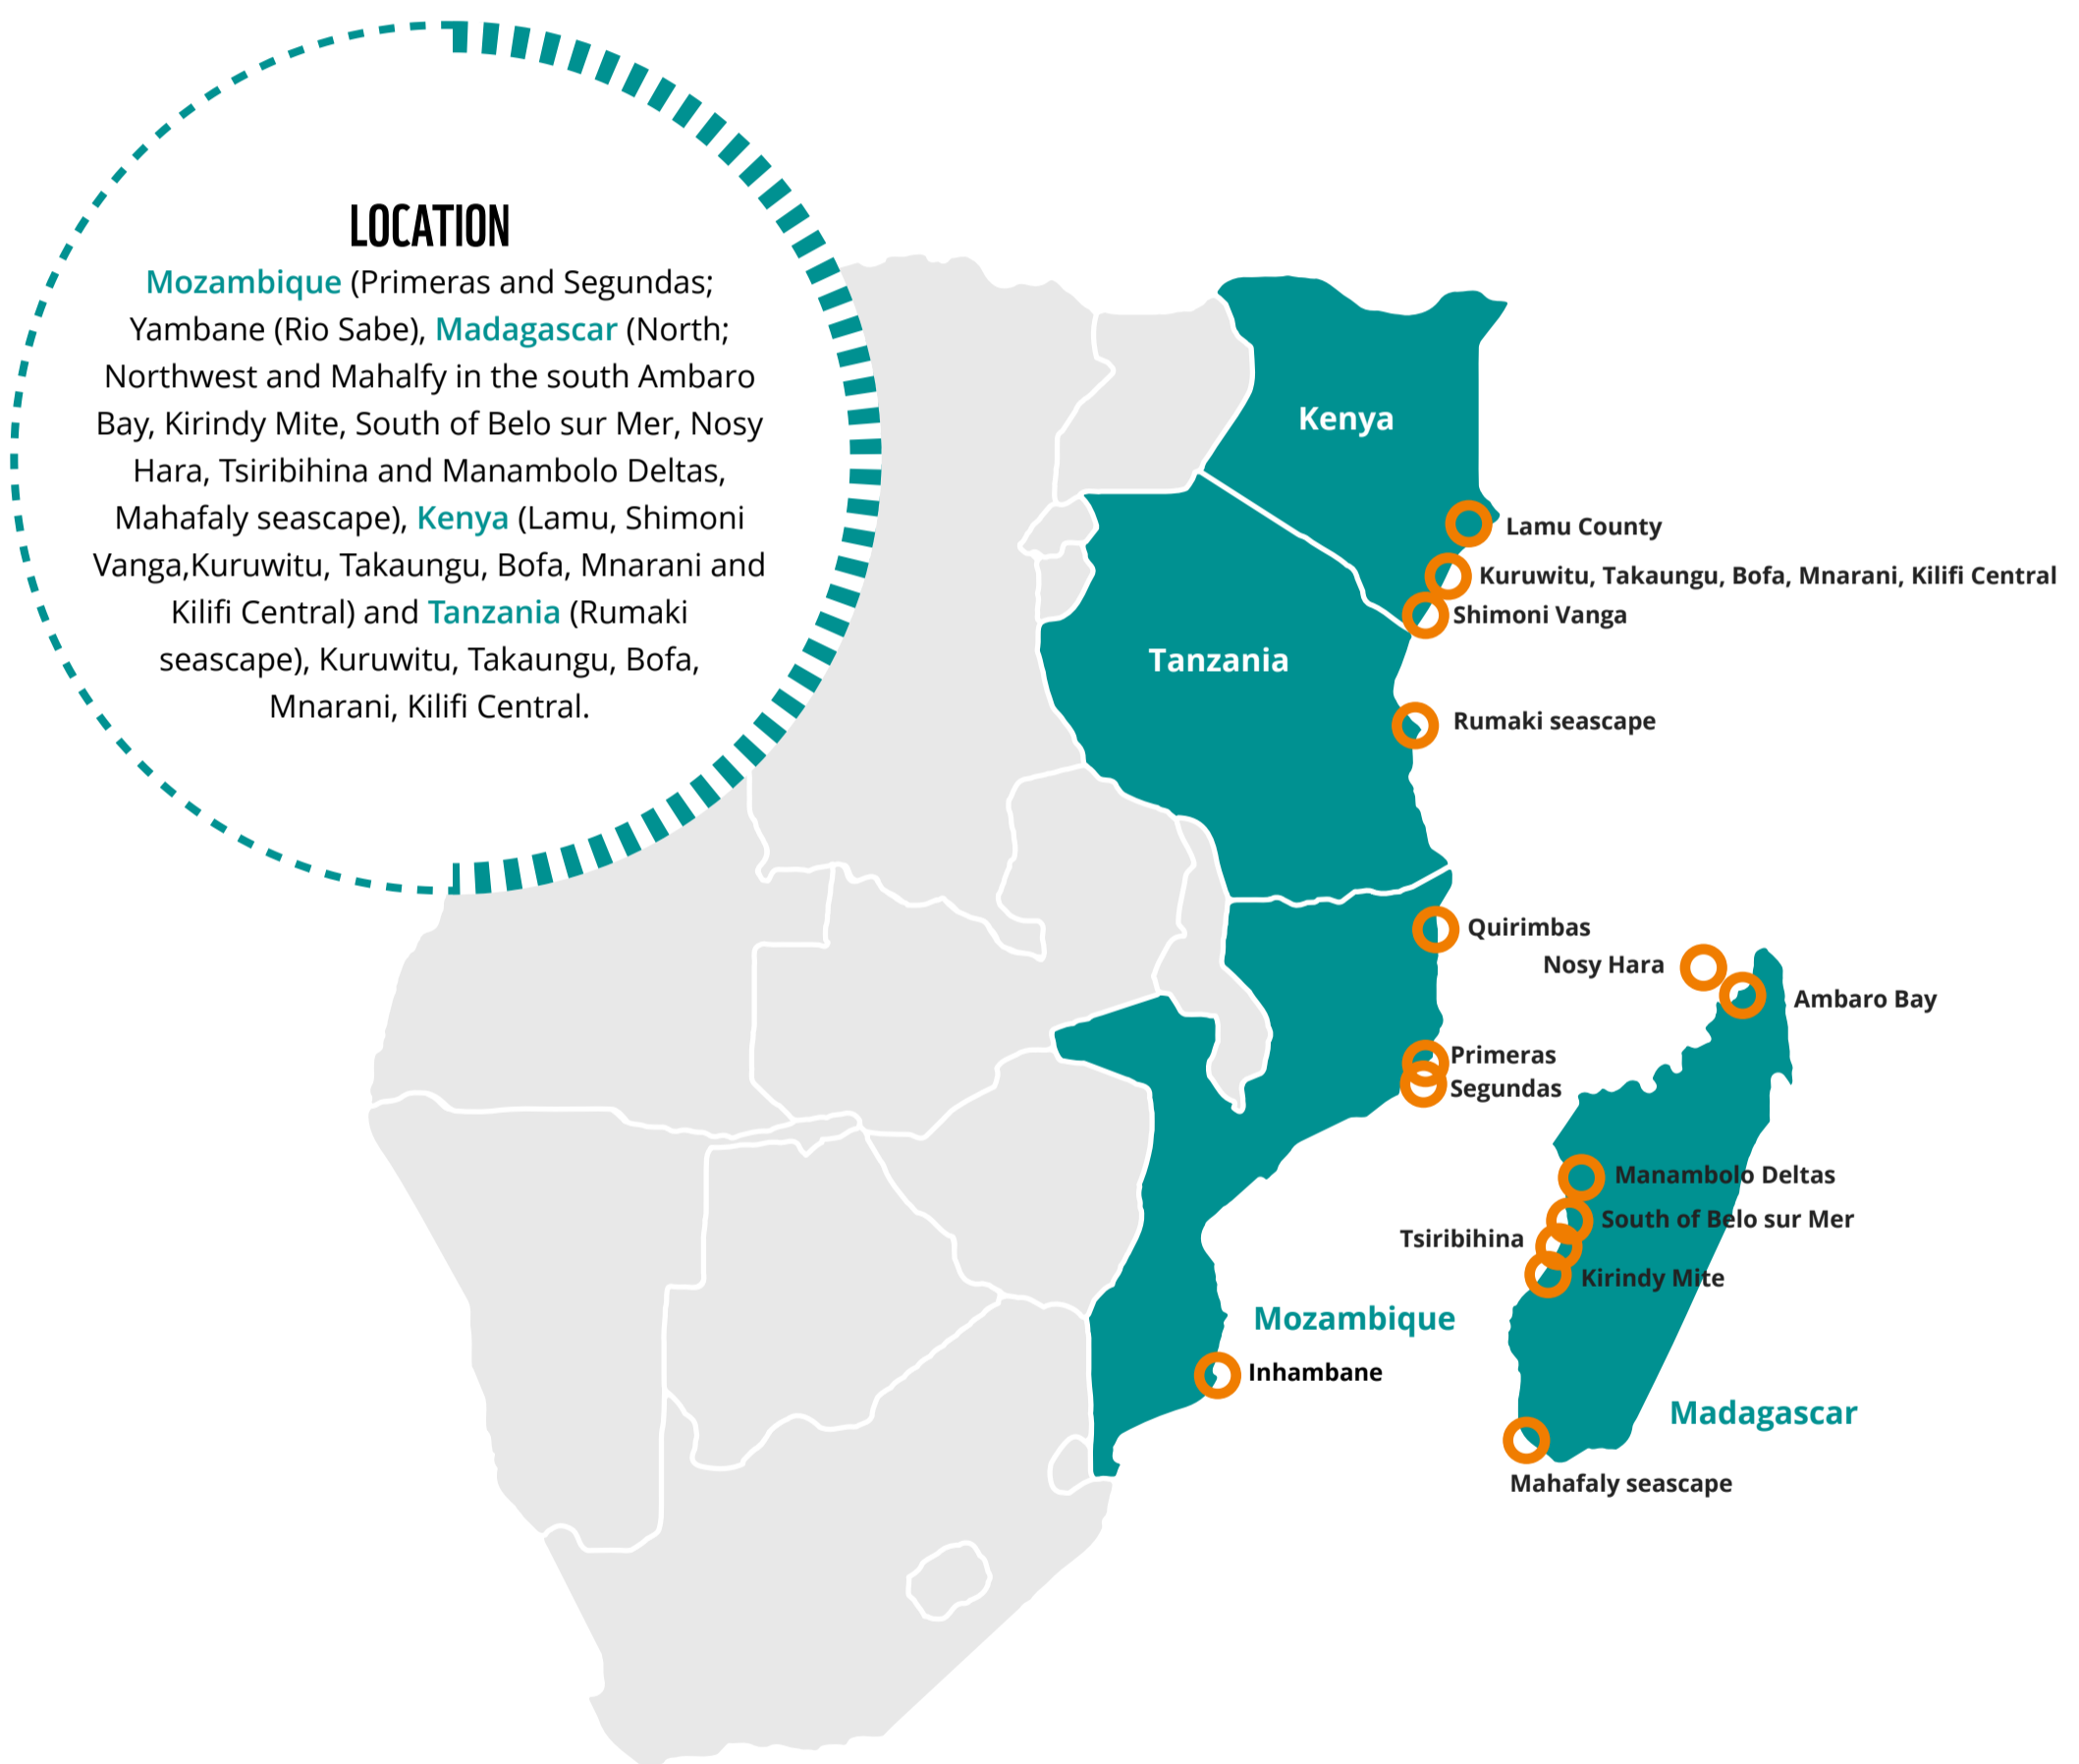 LOCATION
Mozambique (Primeras and Segundas;
Yambane (Rio Sabe), Madagascar (North;
Northwest and Mahalfy in the south Ambaro
Bay, Kirindy Mite, South of Belo sur Mer, Nosy
Hara, Tsiribihina and Manambolo Deltas,
Mahafaly seascape), Kenya (Lamu, Shimoni
Vanga,Kuruwitu, Takaungu, Bofa, Mnarani and
Kilifi Central) and Tanzania (Rumaki
seascape), Kuruwitu, Takaungu, Bofa,
Mnarani, Kilifi Central.
Kenya
Lamu County
Kuruwitu, Takaungu, Bofa, Mnarani, Kilifi Central
Shimoni Vanga
Tanzania
Rumaki seascape
Quirimbas
Nosy Hara
Ambaro Bay
Primeras
Segundas
Manambolo Deltas
South of Belo sur Mer
Tsiribihina
Kirindy Mite
Mozambique
Inhambane
Madagascar
Mahafaly seascape